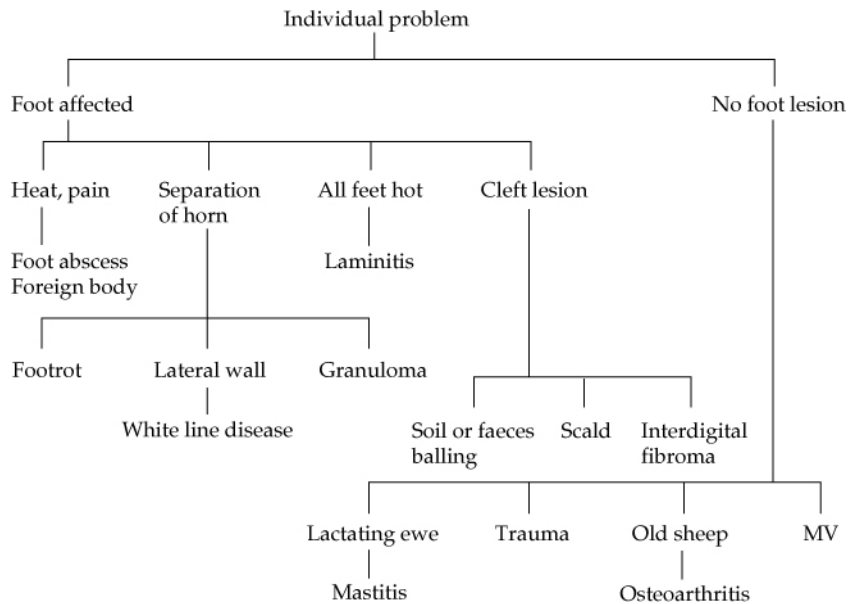 Individual problem
Foot affected
No foot lesion
Heat, pain
Separation
of horn
All feet hot
Cleft lesion
Foot abscess
Foreign body
Laminitis
Footrot
Lateral wall
Granuloma
White line disease
Soil or faeces
balling
Scald
Interdigital
fibroma
Lactating ewe
Trauma
Old sheep
MV
Mastitis
Osteoarthritis